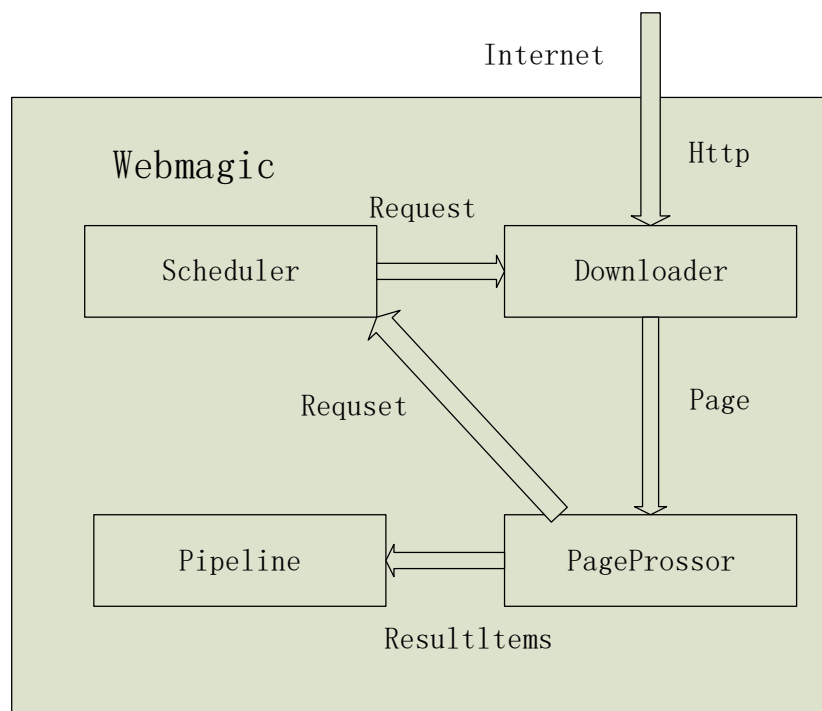 Internet
Http
Webmagic
Request
Scheduler
Downloader
Requset
Page
Pipeline
PageProssor
Resultltems